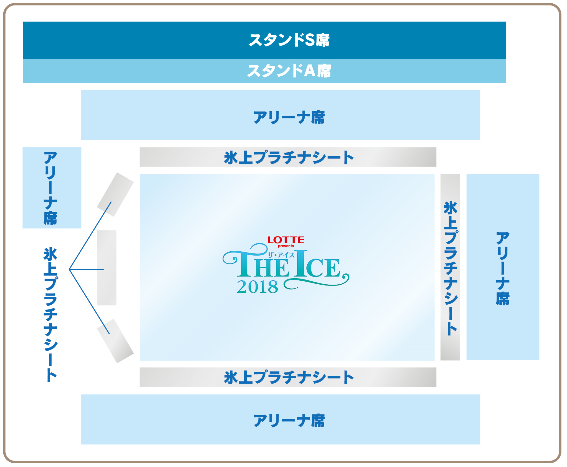 スタンドS席
スタンドA席
アリーナ席
氷上プラチナシート
アリーナ席
氷上プラチナシート
LOTTE
presents
ザ・アイス
THE ICE
2018
氷上プラチナシート
アリーナ席
氷上プラチナシート
アリーナ席